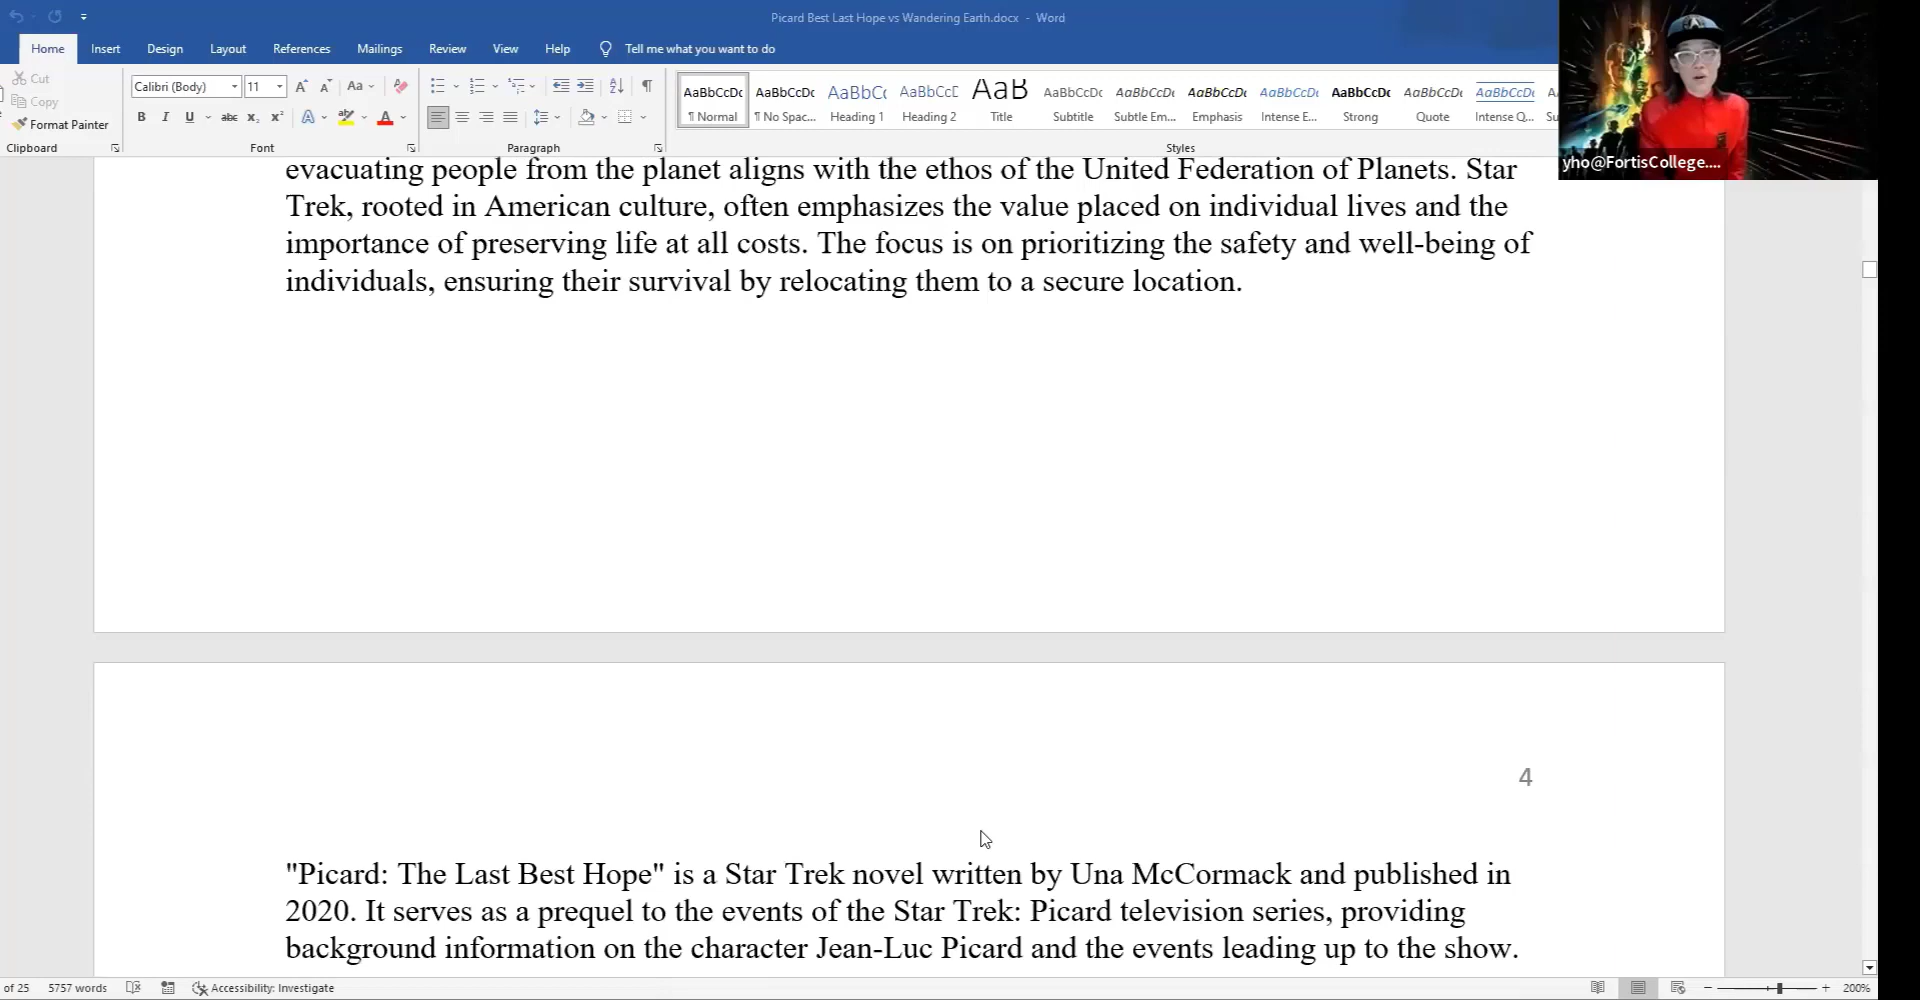 Picard Best Last Hope vs Wandering Earth.docx - Word
Home Insert Design Layout References Mailings Review View Help Tell me what you want to do
Cut
Copy
Format Painter
Clipboard
Calibri (Body) 11
Font
Paragraph
AaBbCcDc AaBbCcDc AaBbCc AaBbCcD AaB AaBbCcDc AaBbCcDc AaBbCcDc AaBbCcDc AaBbCcDc AaBbCcDc AaBbCcDc
¶ Normal ¶ No Spac... Heading 1 Heading 2 Title Subtitle Subtle Em... Emphasis Intense E... Strong Quote Intense Q...
Styles
yho@FortisCollege....
evacuating people from the planet aligns with the ethos of the United Federation of Planets. Star
Trek, rooted in American culture, often emphasizes the value placed on individual lives and the
importance of preserving life at all costs. The focus is on prioritizing the safety and well-being of
individuals, ensuring their survival by relocating them to a secure location.
4
"Picard: The Last Best Hope" is a Star Trek novel written by Una McCormack and published in
2020. It serves as a prequel to the events of the Star Trek: Picard television series, providing
background information on the character Jean-Luc Picard and the events leading up to the show.
of 25 5757 words Accessibility: Investigate 200%